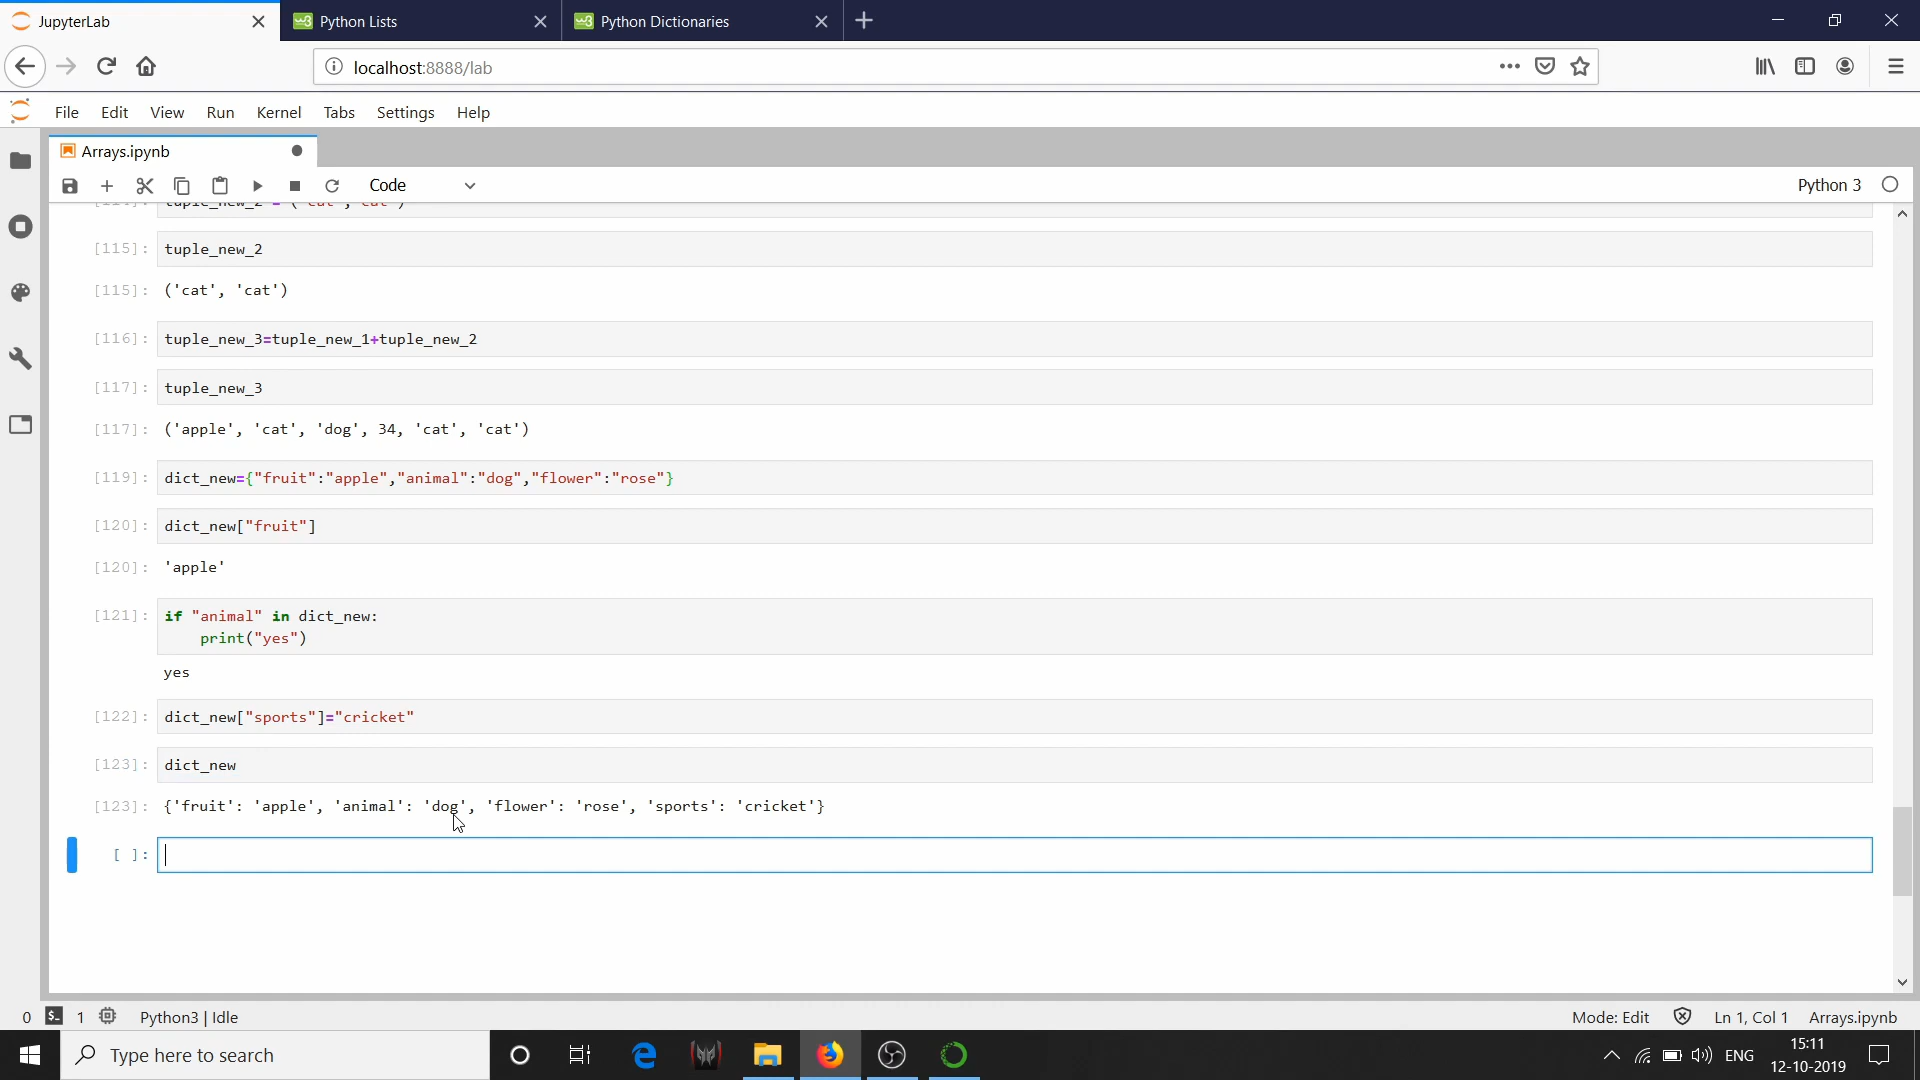 JupyterLab
Python Lists
Python Dictionaries
localhost:8888/lab
File Edit View Run Kernel Tabs Settings Help
Arrays.ipynb
Code
Python 3
[115]: tuple_new_2
[115]: ('cat', 'cat')
[116]: tuple_new_3=tuple_new_1+tuple_new_2
[117]: tuple_new_3
[117]: ('apple', 'cat', 'dog', 34, 'cat', 'cat')
[119]: dict_new={"fruit":"apple","animal":"dog","flower":"rose"}
[120]: dict_new["fruit"]
[120]: 'apple'
[121]: if "animal" in dict_new:
print("yes")
yes
[122]: dict_new["sports"]="cricket"
[123]: dict_new
[123]: {'fruit': 'apple', 'animal': 'dog', 'flower': 'rose', 'sports': 'cricket'}
[ ]:
0 1 Python3 | Idle Mode: Edit Ln 1, Col 1 Arrays.ipynb
Type here to search
ENG
15:11
12-10-2019